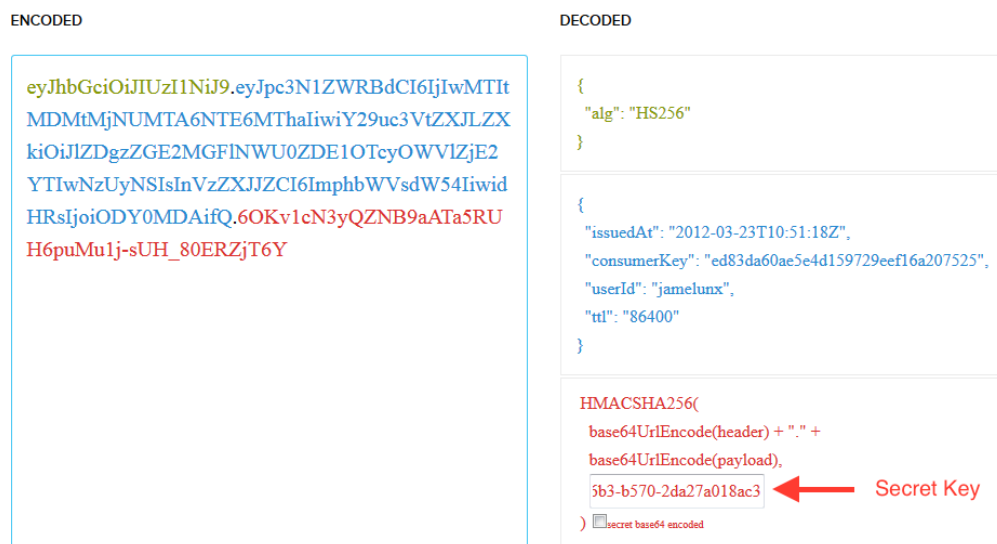 ENCODED
eyJhbGciOiJIUzI1NiJ9.eyJpc3N1ZWRBdCI6IjIwMTIt
MDMtMjNUMTA6NTE6MThaIiwiY29uc3VtZXJLZX
kiOiJlZDgzZGE2MGFlNWU0ZDE1OTcyOWVlZjE2
YTIwNzUyNSIsInVzZXJJZCI6ImphbWVsdW54Iiwid
HRsIjoiODY0MDAifQ.6OKv1cN3yQZNB9aATa5RU
H6puMu1j-sUH_80ERZjT6Y
DECODED
{
"alg": "HS256"
}
{
"issuedAt": "2012-03-23T10:51:18Z",
"consumerKey": "ed83da60ae5e4d159729eef16a207525",
"userId": "jamelunx",
"ttl": "86400"
}
HMACSHA256(
base64UrlEncode(header) + "." +
base64UrlEncode(payload),
5b3-b570-2da27a018ac3 Secret Key
) secret base64 encoded